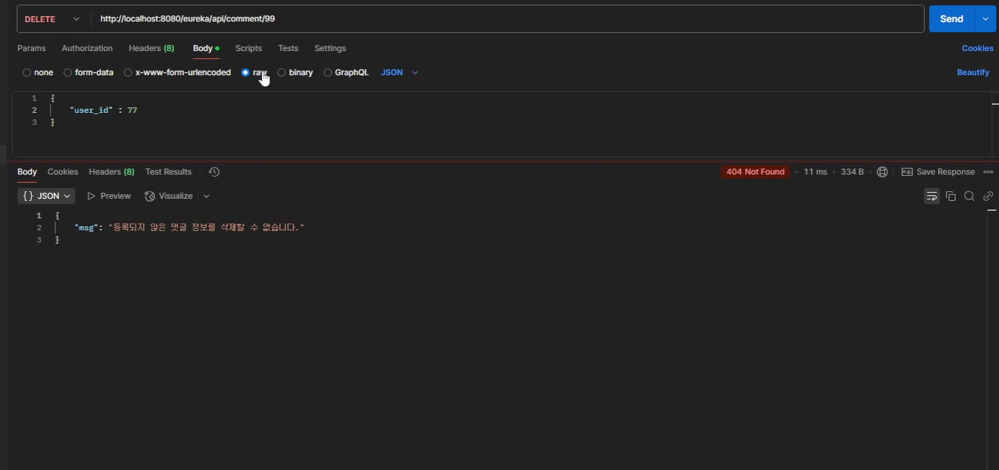 DELETE http://localhost:8080/eureka/api/comment/99 Send
Params Authorization Headers (8) Body Scripts Tests Settings Cookies
none form-data x-www-form-urlencoded raw binary GraphQL JSON Beautify
1 {
2 "user_id" : 77
3 }
Body Cookies Headers (8) Test Results 404 Not Found 11 ms 334 B Save Response
{} JSON Preview Visualize
1 {
2 "msg": "등록되지 않은 댓글 정보를 삭제할 수 없습니다."
3 }